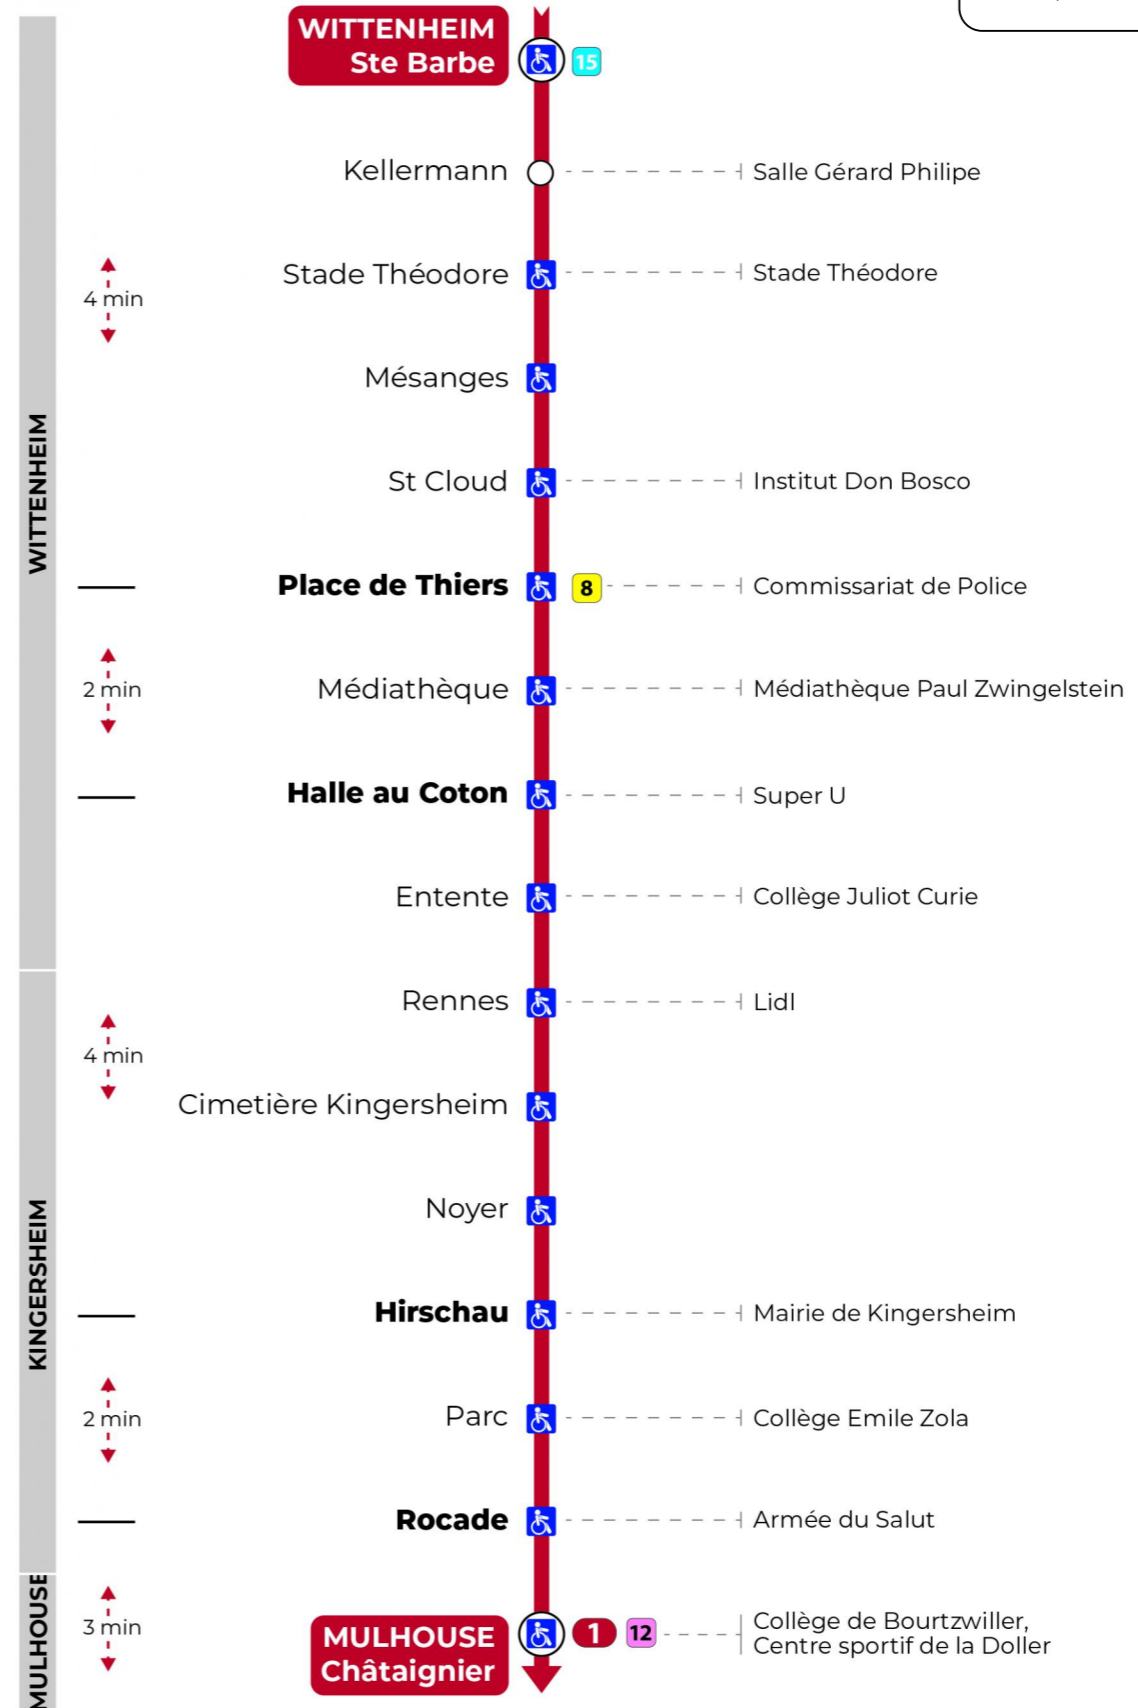 WITTENHEIM
Ste Barbe
15
Kellermann
Salle Gérard Philipe
Stade Théodore
Stade Théodore
4 min
Mésanges
WITTENHEIM
St Cloud
Institut Don Bosco
Place de Thiers
8
Commissariat de Police
2 min
Médiathèque
Médiathèque Paul Zwingelstein
Halle au Coton
Super U
Entente
Collège Juliot Curie
Rennes
Lidl
4 min
Cimetière Kingersheim
Noyer
KINGERSHEIM
Hirschau
Mairie de Kingersheim
2 min
Parc
Collège Emile Zola
Rocade
Armée du Salut
MULHOUSE
3 min
MULHOUSE
Châtaignier
1
12
Collège de Bourtzwiller,
Centre sportif de la Doller